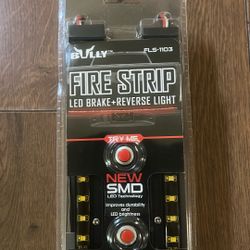 BULLY
FLS-1103
FIRE STRIP
LED BRAKE+REVERSE LIGHT
TRY ME
NEW
SMD
LED Technology
Improves durability
and
LED brightness